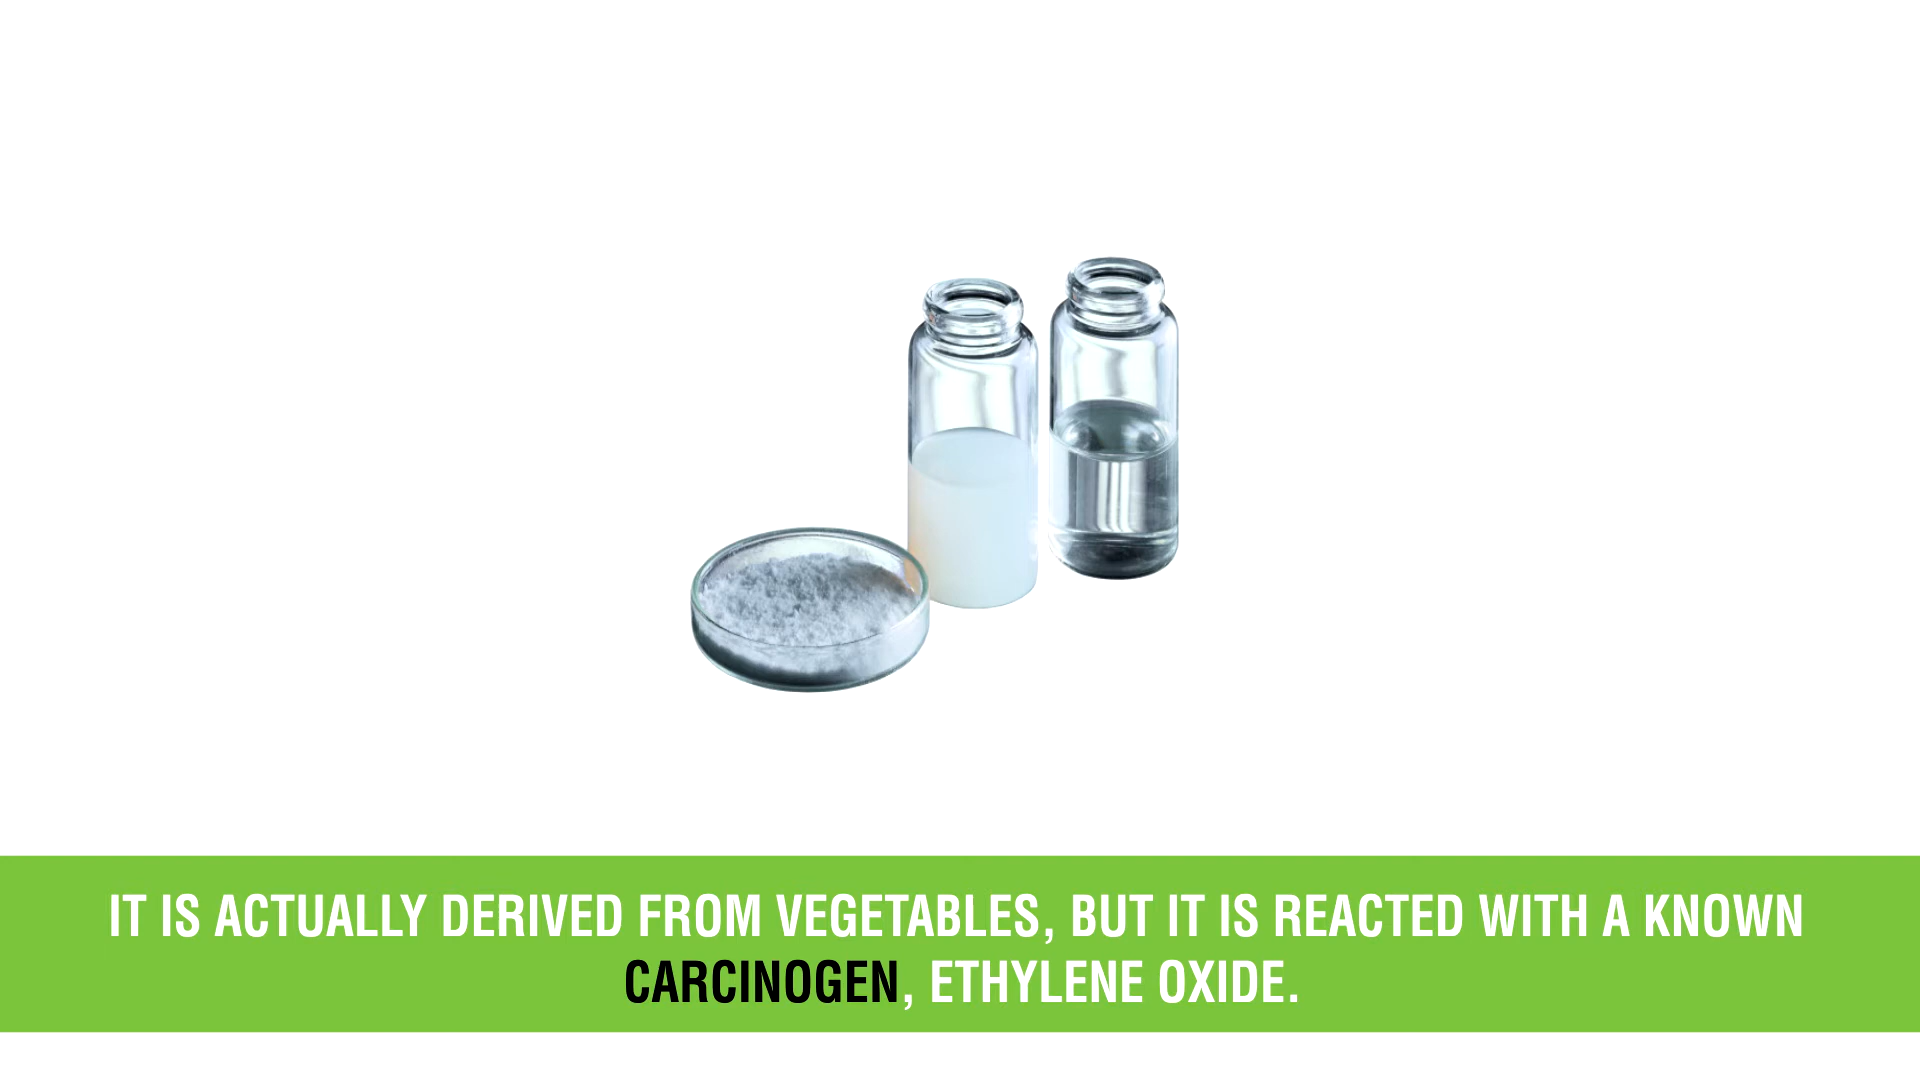 IT IS ACTUALLY DERIVED FROM VEGETABLES, BUT IT IS REACTED WITH A KNOWN
CARCINOGEN, ETHYLENE OXIDE.